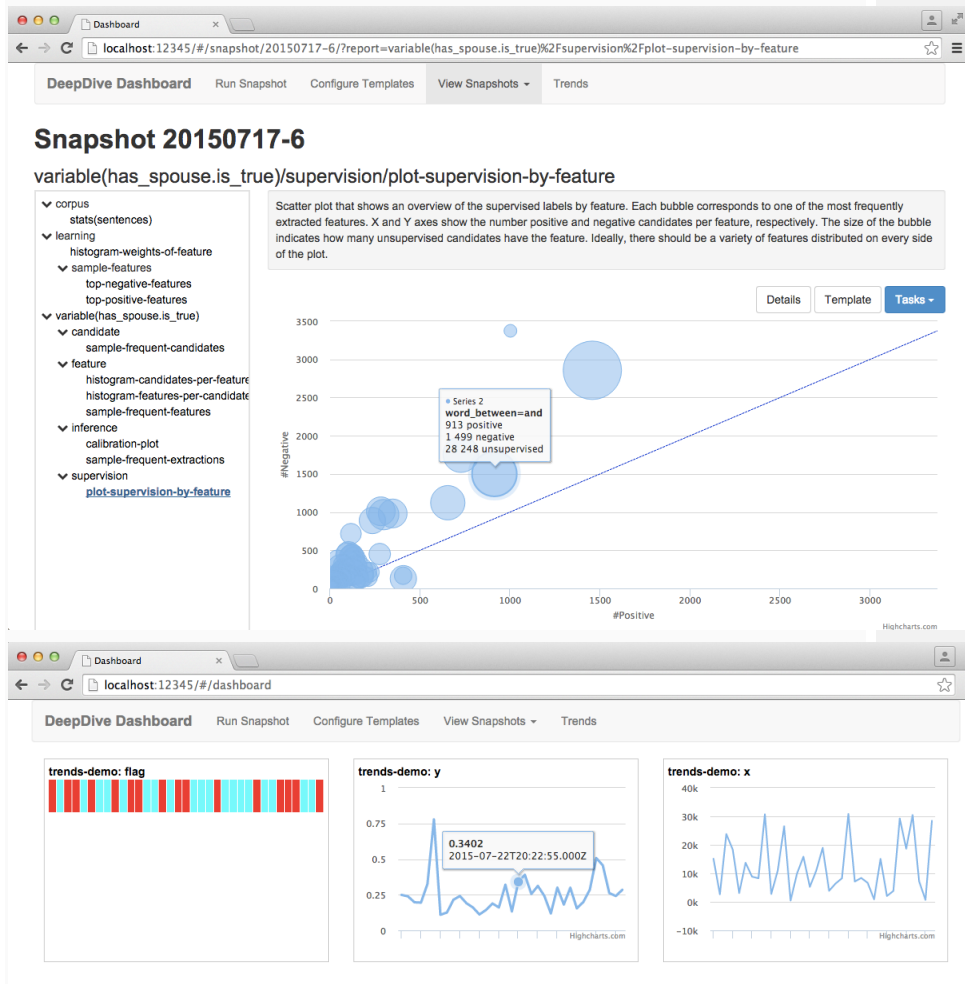 Dashboard
localhost:12345/#/snapshot/20150717-6/?report=variable(has_spouse.is_true)%2Fsupervision%2Fplot-supervision-by-feature
DeepDive Dashboard Run Snapshot Configure Templates View Snapshots Trends
Snapshot 20150717-6
variable(has_spouse.is_true)/supervision/plot-supervision-by-feature
corpus
stats(sentences)
learning
histogram-weights-of-feature
sample-features
top-negative-features
top-positive-features
variable(has_spouse.is_true)
candidate
sample-frequent-candidates
feature
histogram-candidates-per-feature
histogram-features-per-candidate
sample-frequent-features
inference
calibration-plot
sample-frequent-extractions
supervision
plot-supervision-by-feature
Scatter plot that shows an overview of the supervised labels by feature. Each bubble corresponds to one of the most frequently
extracted features. X and Y axes show the number positive and negative candidates per feature, respectively. The size of the bubble
indicates how many unsupervised candidates have the feature. Ideally, there should be a variety of features distributed on every side
of the plot.
Details Template Tasks
#Negative
3500
3000
2500
2000
1500
1000
500
0
Series 2
word_between=and
913 positive
1 499 negative
28 248 unsupervised
0 500 1000 1500 2000 2500 3000
#Positive
Highcharts.com
Dashboard
localhost:12345/#/dashboard
DeepDive Dashboard Run Snapshot Configure Templates View Snapshots Trends
trends-demo: flag
trends-demo: y
1
0.75
0.5
0.25
0
0.3402
2015-07-22T20:22:55.000Z
Highcharts.com
trends-demo: x
40k
30k
20k
10k
0k
-10k
Highcharts.com